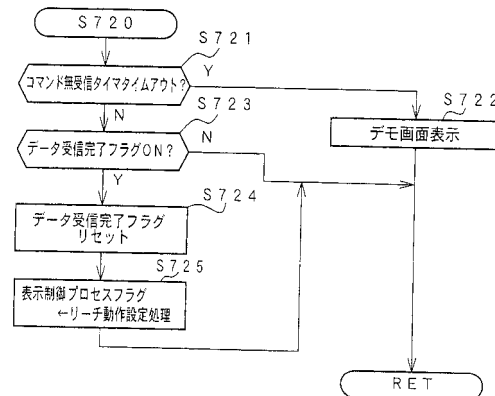 S720
S721
コマンド無受信タイマタイムアウト?
Y
N
S722
デモ画面表示
S723
データ受信完了フラグON?
N
Y
S724
データ受信完了フラグ
リセット
S725
表示制御プロセスフラグ
←リーチ動作設定処理
RET